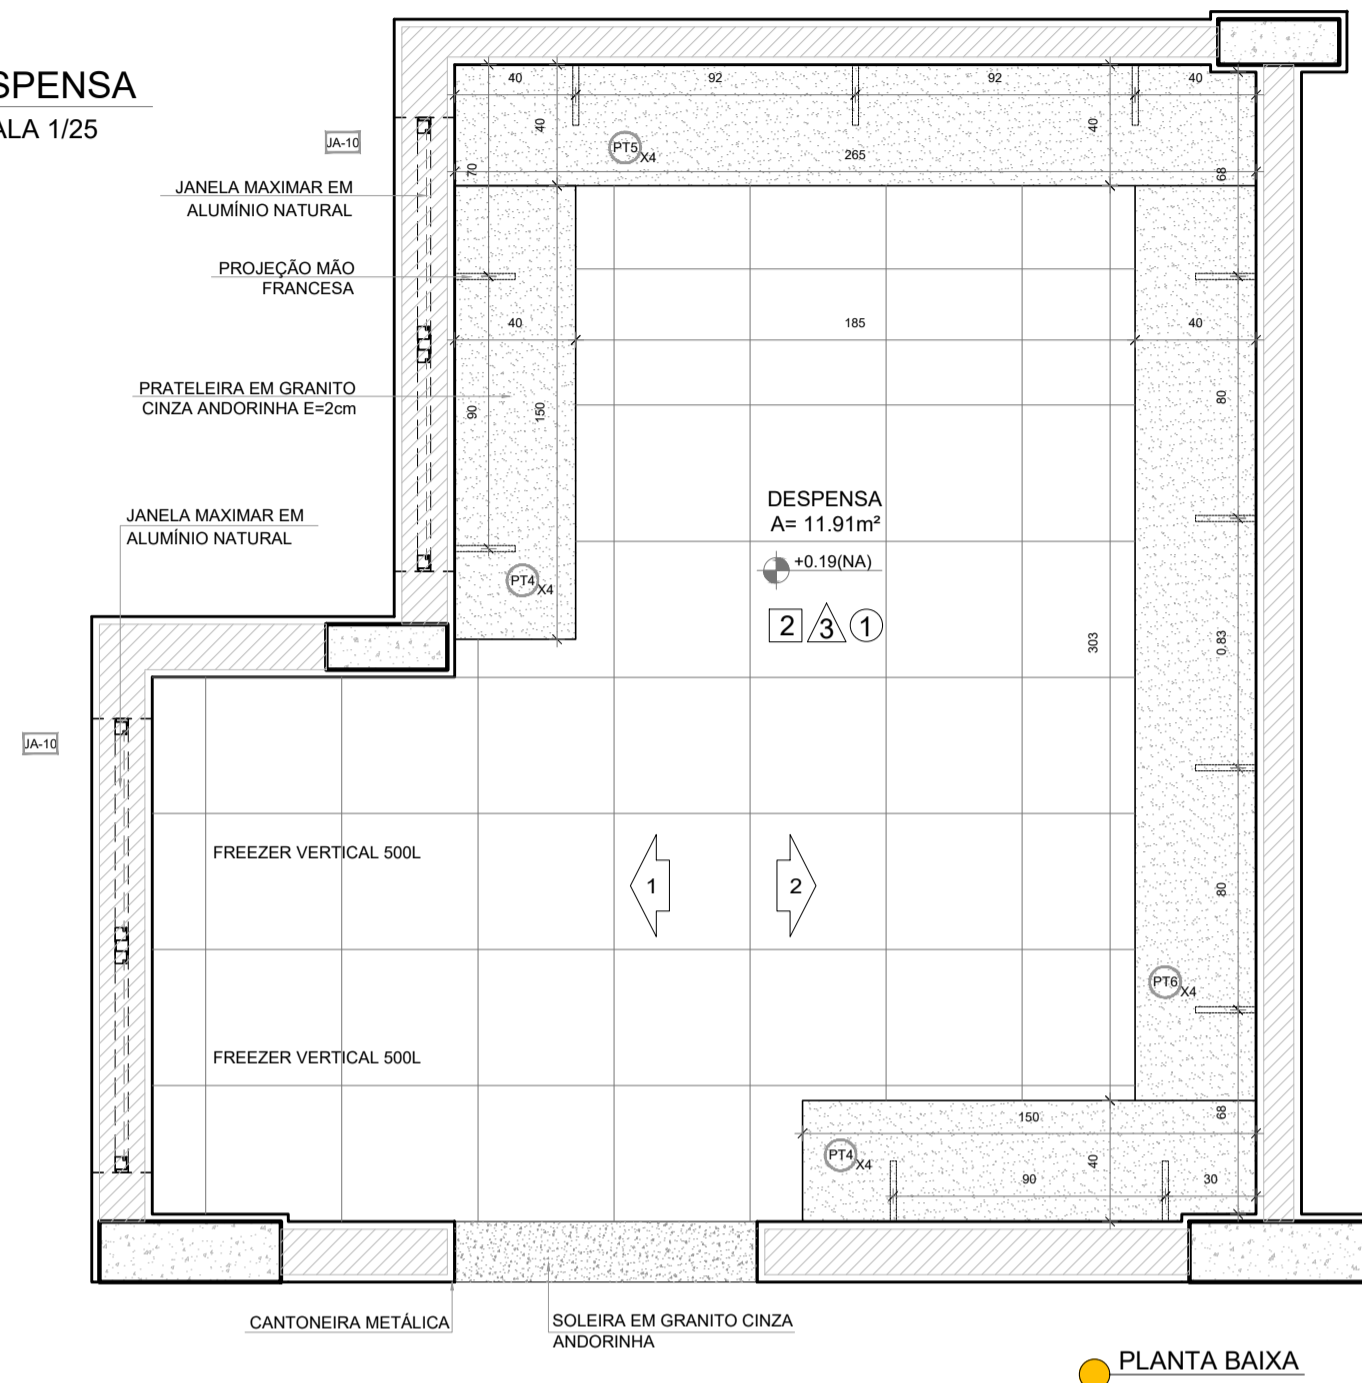 SPENSA
ALA 1/25
JA-10
JANELA MAXIMAR EM
ALUMÍNIO NATURAL
PROJEÇÃO MÃO
FRANCESA
PRATELEIRA EM GRANITO
CINZA ANDORINHA E=2cm
JANELA MAXIMAR EM
ALUMÍNIO NATURAL
JA-10
40
92
92
40
40
40
PT5
X4
265
70
68
40
185
40
90
150
80
DESPENSA
A= 11.91m²
+0.19(NA)
2
3
1
PT4
X4
303
0,83
FREEZER VERTICAL 500L
1
2
80
PT6
X4
FREEZER VERTICAL 500L
150
68
PT4
X4
40
90
30
CANTONEIRA METÁLICA
SOLEIRA EM GRANITO CINZA
ANDORINHA
PLANTA BAIXA